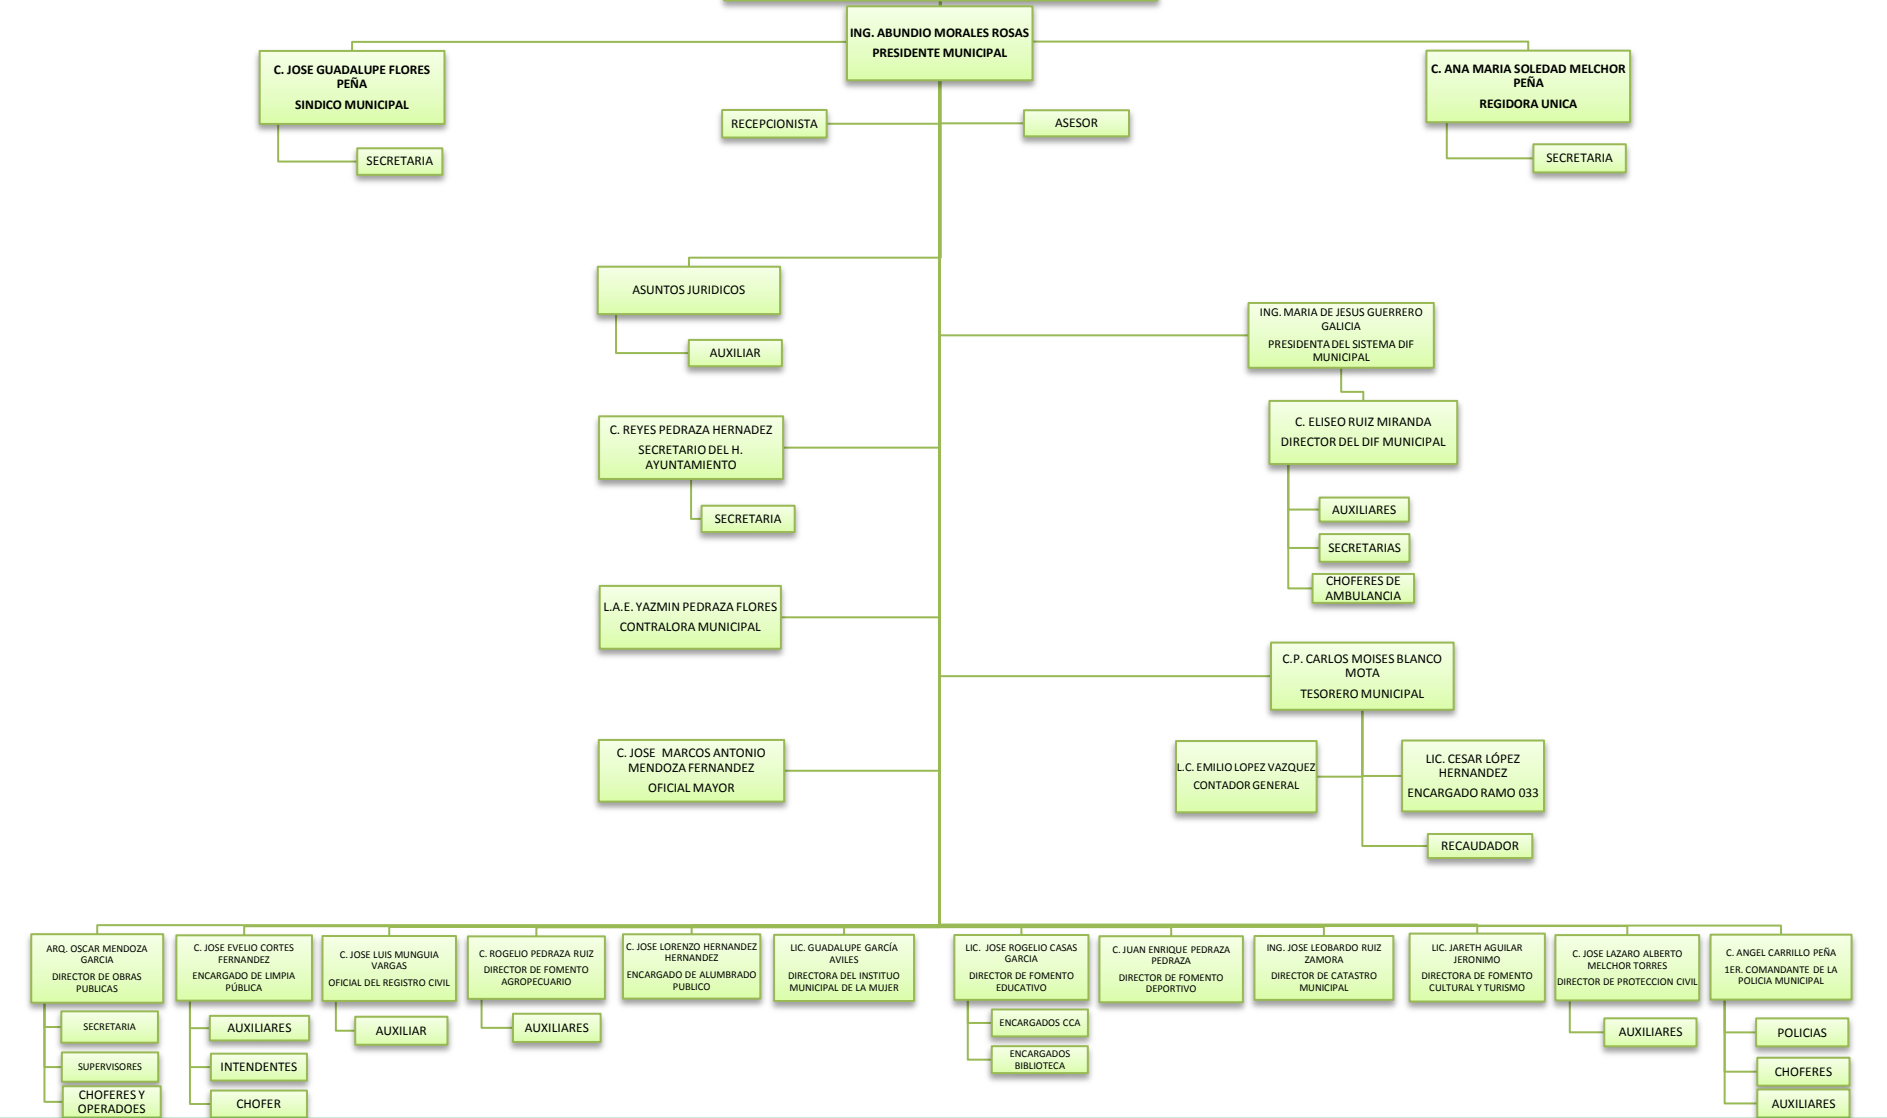 ING. ABUNDIO MORALES ROSAS
PRESIDENTE MUNICIPAL
C. JOSE GUADALUPE FLORES
PEÑA
SINDICO MUNICIPAL
C. ANA MARIA SOLEDAD MELCHOR
PEÑA
REGIDORA UNICA
RECEPCIONISTA
ASESOR
SECRETARIA
SECRETARIA
ASUNTOS JURIDICOS
AUXILIAR
ING. MARIA DE JESUS GUERRERO
GALICIA
PRESIDENTA DEL SISTEMA DIF
MUNICIPAL
C. REYES PEDRAZA HERNADEZ
SECRETARIO DEL H.
AYUNTAMIENTO
SECRETARIA
C. ELISEO RUIZ MIRANDA
DIRECTOR DEL DIF MUNICIPAL
AUXILIARES
SECRETARIAS
CHOFERES DE
AMBULANCIA
L.A.E. YAZMIN PEDRAZA FLORES
CONTRALORA MUNICIPAL
C.P. CARLOS MOISES BLANCO
MOTA
TESORERO MUNICIPAL
C. JOSE  MARCOS ANTONIO
MENDOZA FERNANDEZ
OFICIAL MAYOR
L.C. EMILIO LOPEZ VAZQUEZ
CONTADOR GENERAL
LIC. CESAR LÓPEZ
HERNANDEZ
ENCARGADO RAMO 033
RECAUDADOR
ARQ. OSCAR MENDOZA
GARCIA
DIRECTOR DE OBRAS
PUBLICAS
SECRETARIA
SUPERVISORES
CHOFERES Y
OPERADOES
C. JOSE EVELIO CORTES
FERNANDEZ
ENCARGADO DE LIMPIA
PÚBLICA
AUXILIARES
INTENDENTES
CHOFER
C. JOSE LUIS MUNGUIA
VARGAS
OFICIAL DEL REGISTRO CIVIL
AUXILIAR
C. ROGELIO PEDRAZA RUIZ
DIRECTOR DE FOMENTO
AGROPECUARIO
AUXILIARES
C. JOSE LORENZO HERNANDEZ
HERNANDEZ
ENCARGADO DE ALUMBRADO
PUBLICO
LIC. GUADALUPE GARCÍA
AVILES
DIRECTORA DEL INSTITUO
MUNICIPAL DE LA MUJER
LIC.  JOSE ROGELIO CASAS
GARCIA
DIRECTOR DE FOMENTO
EDUCATIVO
ENCARGADOS CCA
ENCARGADOS
BIBLIOTECA
C. JUAN ENRIQUE PEDRAZA
PEDRAZA
DIRECTOR DE FOMENTO
DEPORTIVO
ING. JOSE LEOBARDO RUIZ
ZAMORA
DIRECTOR DE CATASTRO
MUNICIPAL
LIC. JARETH AGUILAR
JERONIMO
DIRECTORA DE FOMENTO
CULTURAL Y TURISMO
C. JOSE LAZARO ALBERTO
MELCHOR TORRES
DIRECTOR DE PROTECCION CIVIL
AUXILIARES
C. ANGEL CARRILLO PEÑA
1ER. COMANDANTE DE LA
POLICIA MUNICIPAL
POLICIAS
CHOFERES
AUXILIARES